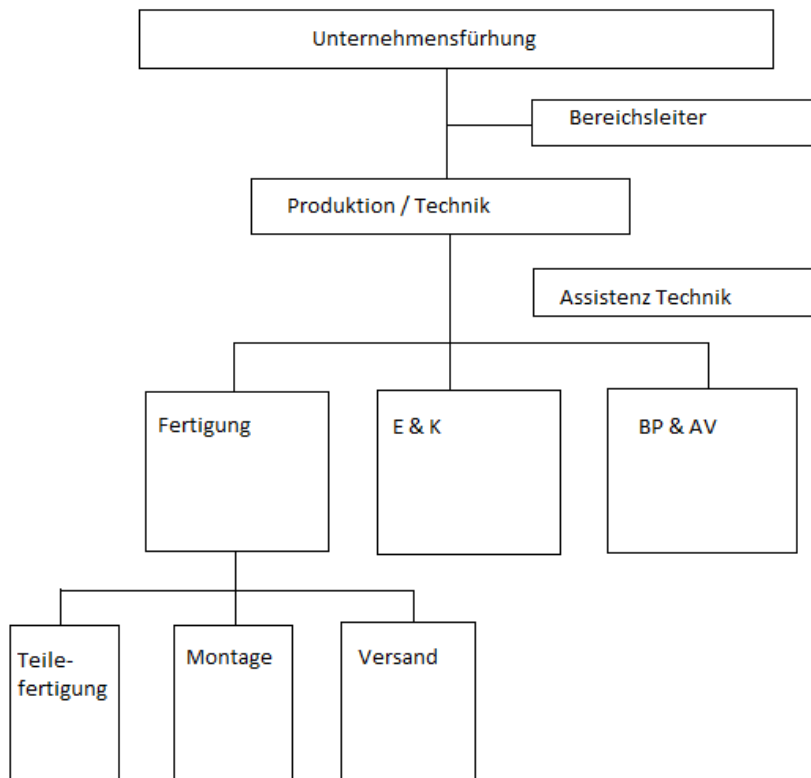 Unternehmensfürhung
Bereichsleiter
Produktion / Technik
Assistenz Technik
Fertigung
E & K
BP & AV
Teile-
fertigung
Montage
Versand